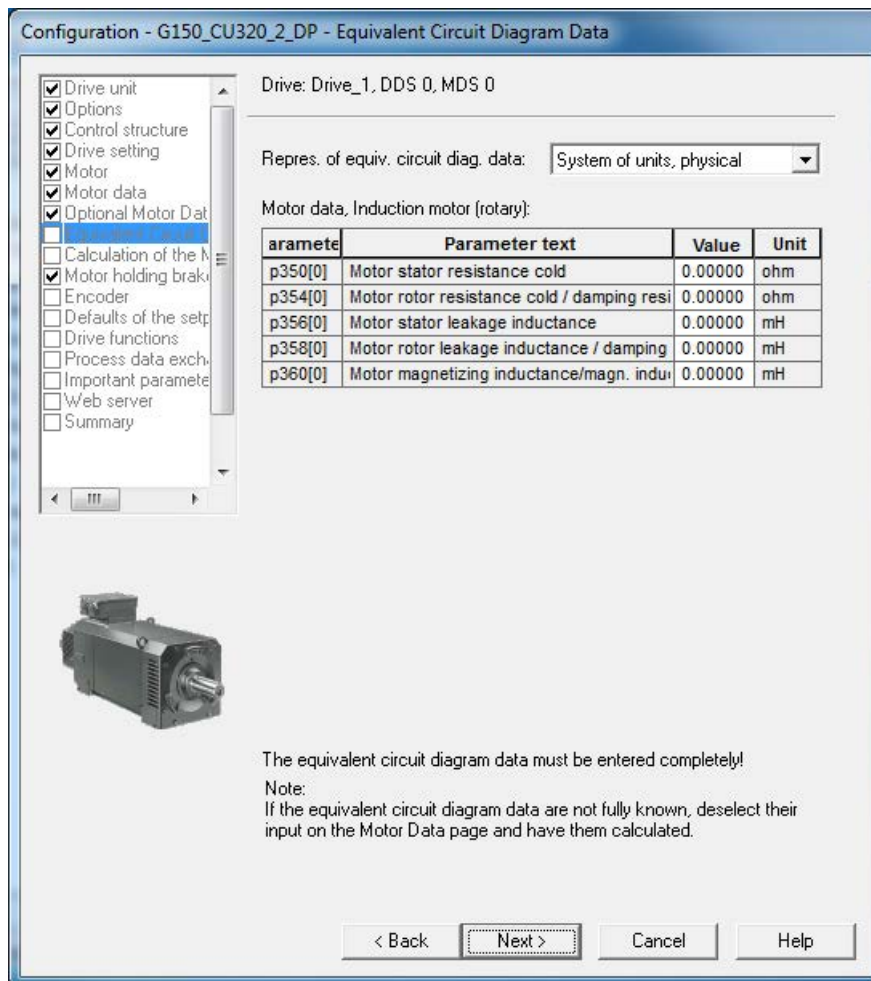 Configuration - G150_CU320_2_DP - Equivalent Circuit Diagram Data
Drive unit
Options
Control structure
Drive setting
Motor
Motor data
Optional Motor Dat
Calculation of the
Motor holding brak
Encoder
Defaults of the setp
Drive functions
Process data exch
Important paramete
Web server
Summary
Drive: Drive_1, DDS 0, MDS 0
Repres. of equiv. circuit diag. data: System of units, physical
Motor data, Induction motor (rotary):
aramete Parameter text Value Unit
p350[0] Motor stator resistance cold 0.00000 ohm
p354[0] Motor rotor resistance cold / damping resi 0.00000 ohm
p356[0] Motor stator leakage inductance 0.00000 mH
p358[0] Motor rotor leakage inductance / damping 0.00000 mH
p360[0] Motor magnetizing inductance/magn. indu 0.00000 mH
The equivalent circuit diagram data must be entered completely!
Note:
If the equivalent circuit diagram data are not fully known, deselect their
input on the Motor Data page and have them calculated.
< Back Next > Cancel Help